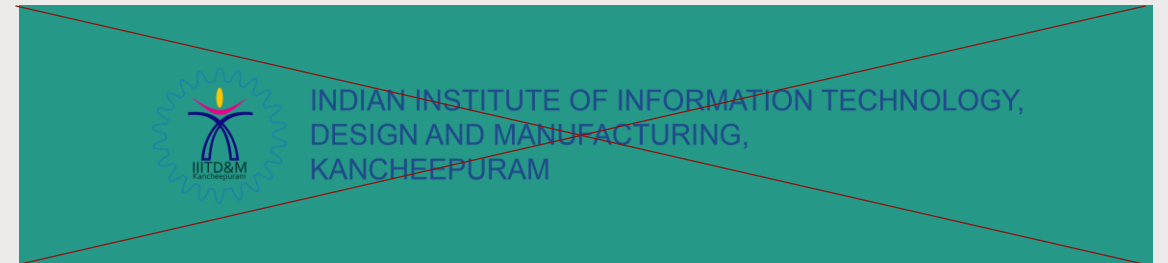 IIITD&M
Kancheepuram
INDIAN INSTITUTE OF INFORMATION TECHNOLOGY,
DESIGN AND MANUFACTURING,
KANCHEEPURAM